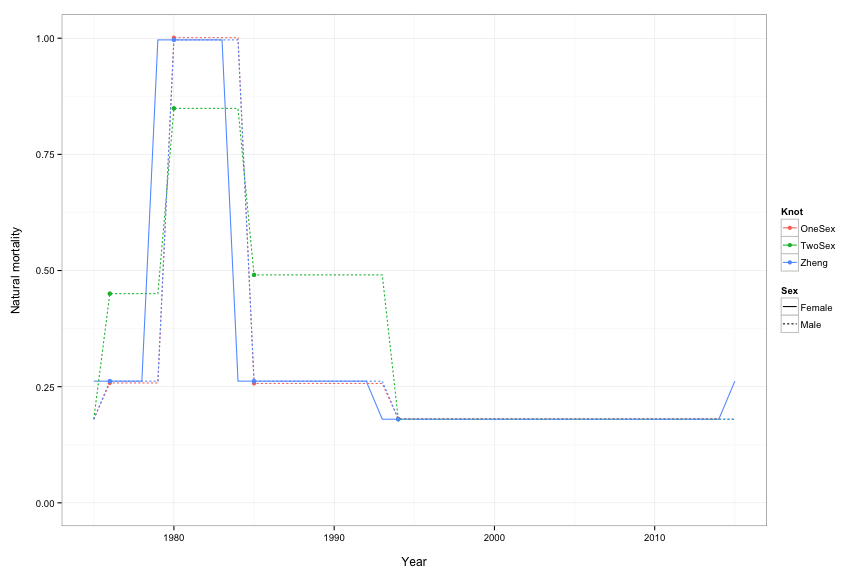 1.00
0.75
0.50
0.25
0.00
Natural mortality
1980
1990
2000
2010
Year
Knot
OneSex
TwoSex
Zheng
Sex
Female
Male